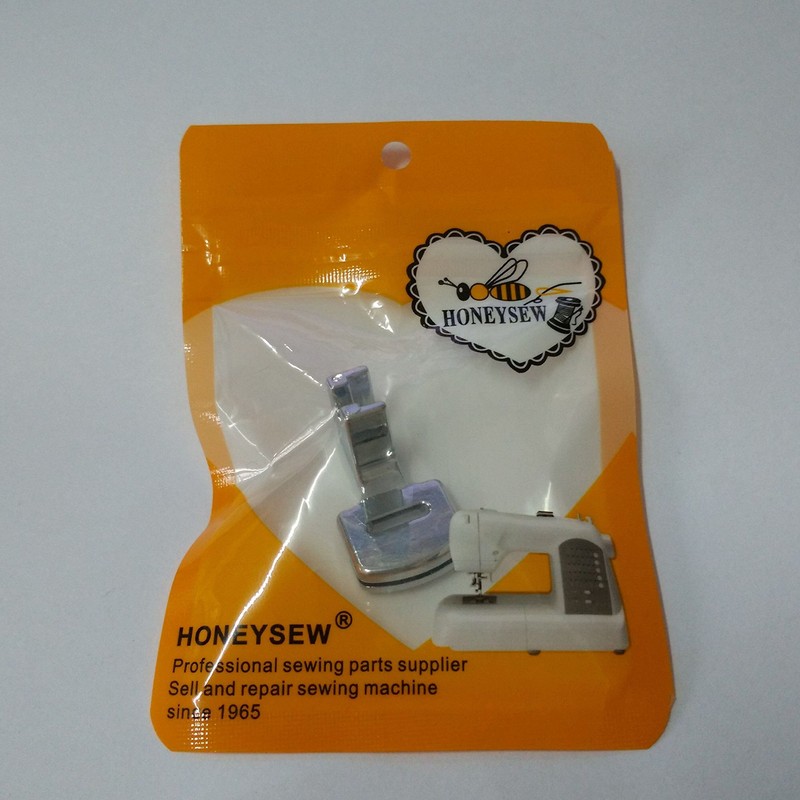 HONEYSEW
HONEYSEW®
Professional sewing parts supplier
Sell and repair sewing machine
since 1965